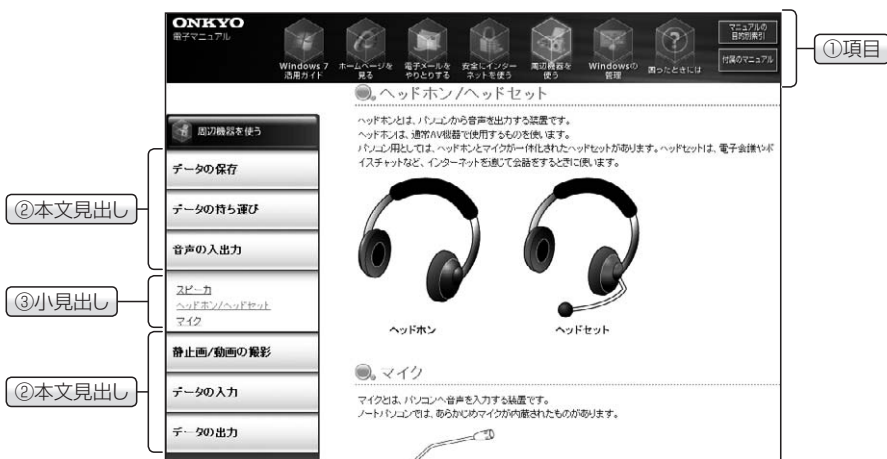 ONKYO
電子マニュアル
Windows 7
活用ガイド
ホームページを
見る
電子メールを
やりとりする
安全にインター
ネットを使う
周辺機器を
使う
Windowsの
管理
困ったときには
マニュアルの
目的別索引
付属のマニュアル
①項目
周辺機器を使う
②本文見出し
データの保存
データの持ち運び
音声の入出力
③小見出し
スピーカ
ヘッドホン/ヘッドセット
マイク
②本文見出し
静止画/動画の撮影
データの入力
データの出力
ヘッドホン/ヘッドセット
ヘッドホンとは、パソコンから音声を出力する装置です。
ヘッドホンは、通常AV機器で使用するものを使います。
パソコン用としては、ヘッドホンとマイクが一体化されたヘッドセットがあります。ヘッドセットは、電子会議やボ
イスチャットなど、インターネットを通じて会話をするときに使います。
ヘッドホン
ヘッドセット
マイク
マイクとは、パソコンへ音声を入力する装置です。
ノートパソコンでは、あらかじめマイクが内蔵されたものがあります。